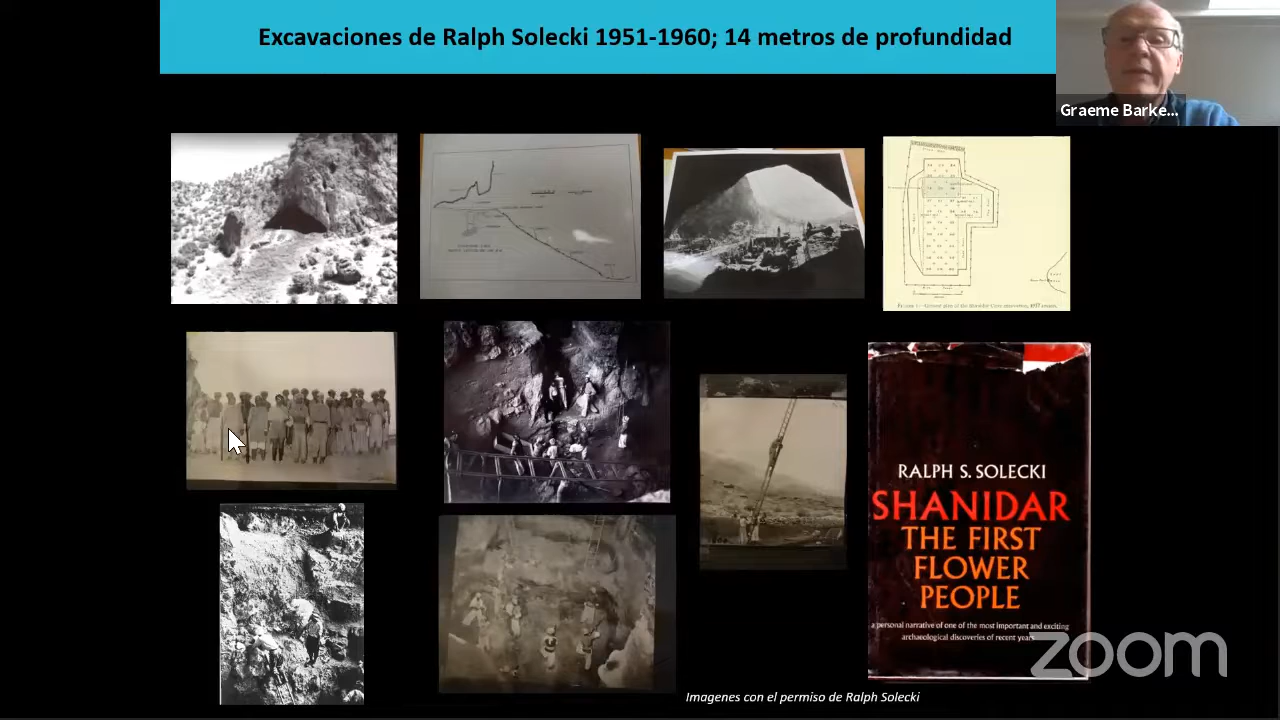 Excavaciones de Ralph Solecki 1951-1960; 14 metros de profundidad
Graeme Barke...
RALPH S. SOLECKI
SHANIDAR
THE FIRST
FLOWER
PEOPLE
a personal narrative of one of the most important and exciting
archaeological discoveries of recent years
zoom
Imagenes con el permiso de Ralph Solecki